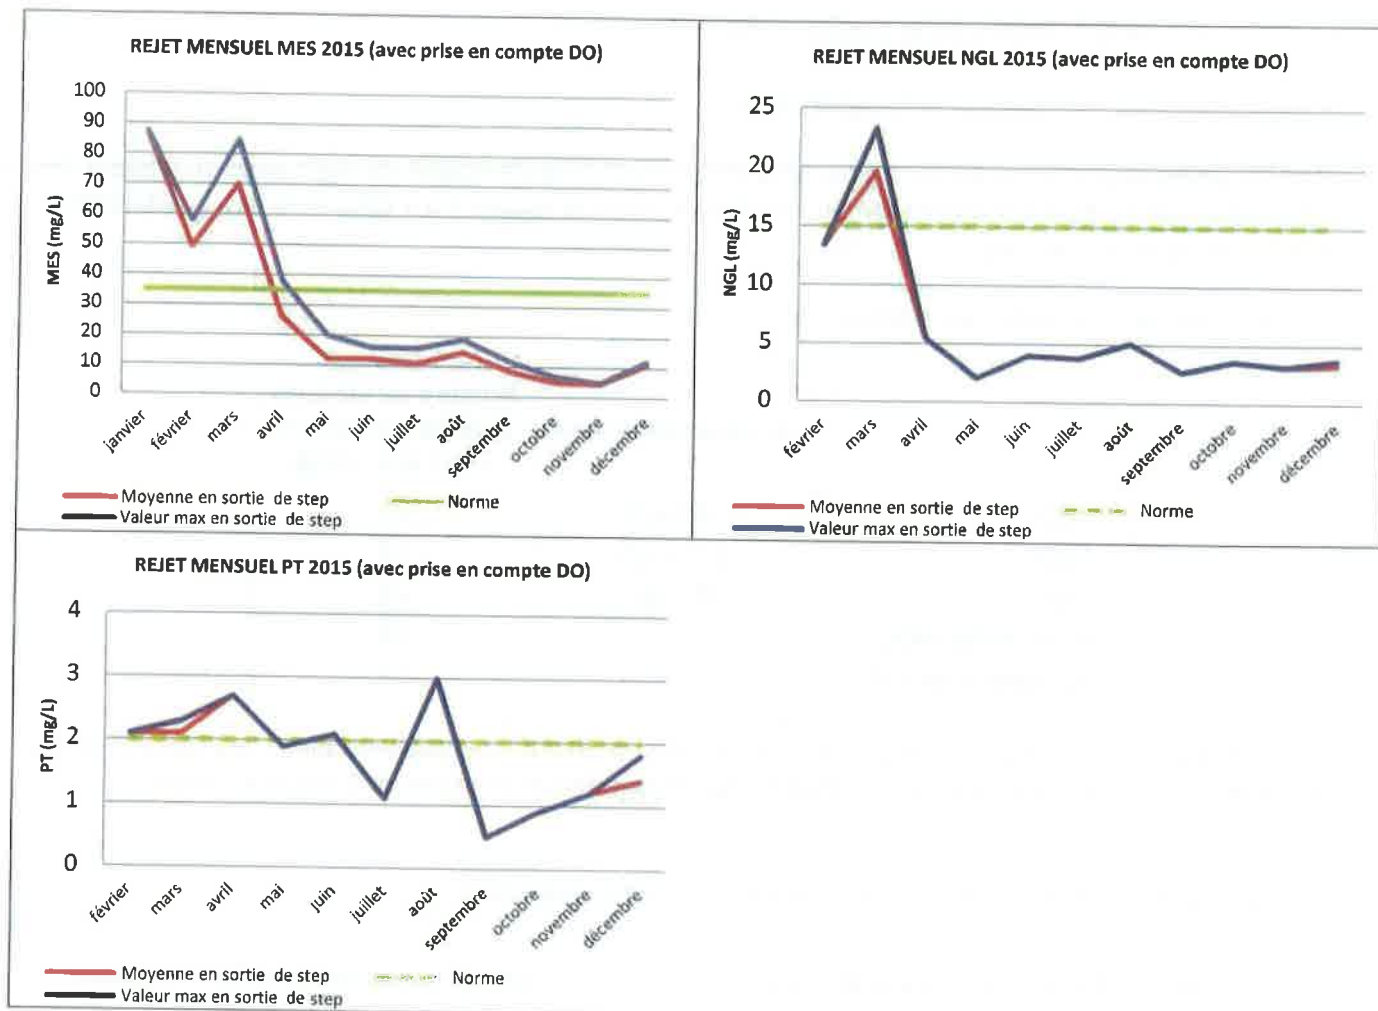 REJET MENSUEL MES 2015 (avec prise en compte DO)
MES (mg/L)
100
90
80
70
60
50
40
30
20
10
0
janvier
février
mars
avril
mai
juin
juillet
août
septembre
octobre
novembre
décembre
Moyenne en sortie de step
Norme
Valeur max en sortie de step
REJET MENSUEL NGL 2015 (avec prise en compte DO)
NGL (mg/L)
25
20
15
10
5
0
février
mars
avril
mai
juin
juillet
août
septembre
octobre
novembre
décembre
Moyenne en sortie de step
Norme
Valeur max en sortie de step
REJET MENSUEL PT 2015 (avec prise en compte DO)
PT (mg/L)
4
3
2
1
0
février
mars
avril
mai
juin
juillet
août
septembre
octobre
novembre
décembre
Moyenne en sortie de step
Norme
Valeur max en sortie de step